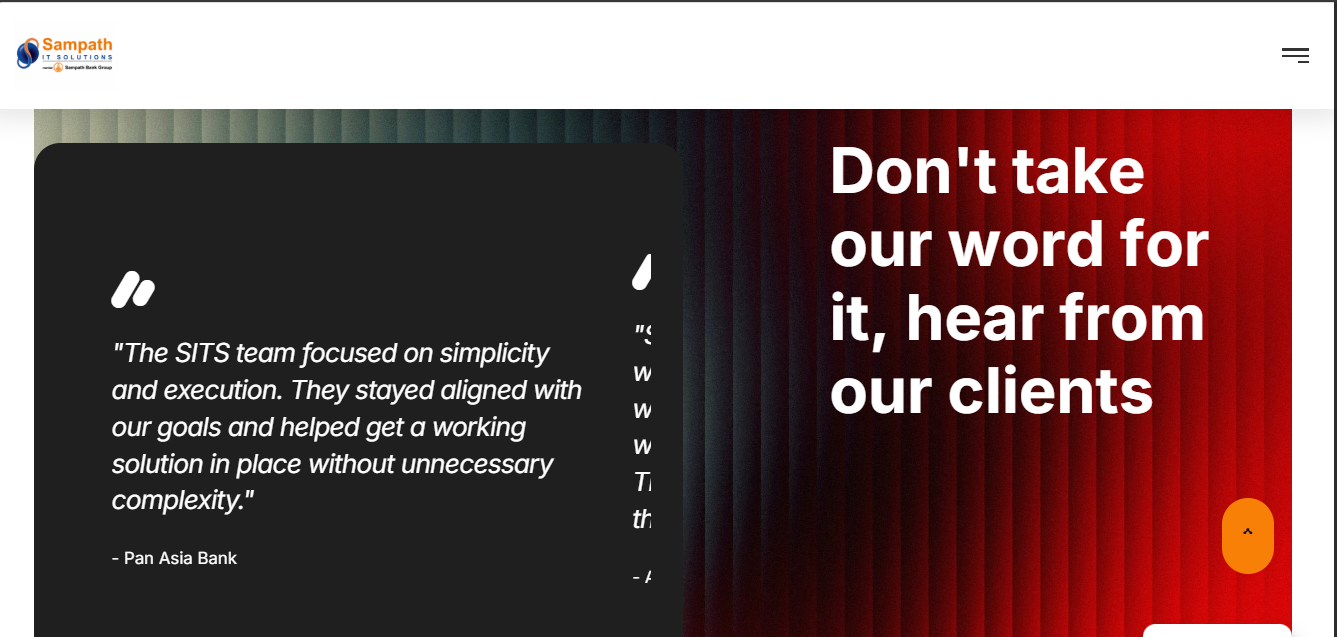 Sampath
IT SOLUTIONS
Sampath Bank Group
Don't take
our word for
it, hear from
our clients
"The SITS team focused on simplicity
and execution. They stayed aligned with
our goals and helped get a working
solution in place without unnecessary
complexity."
- Pan Asia Bank